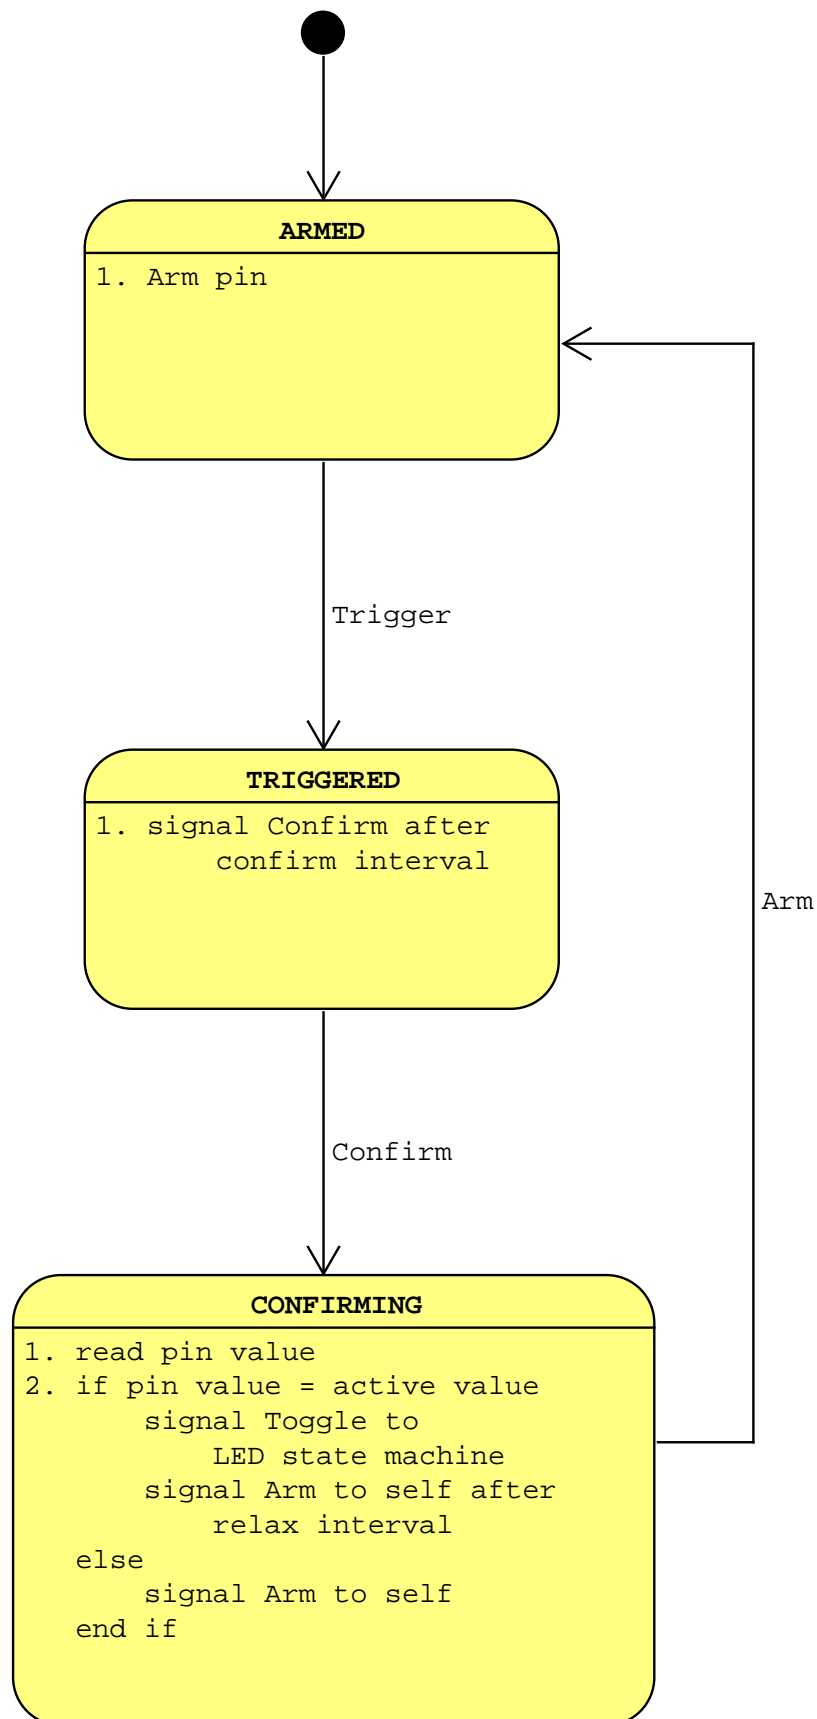 ARMED
1. Arm pin
Trigger
TRIGGERED
1. signal Confirm after
confirm interval
Arm
Confirm
CONFIRMING
1. read pin value
2. if pin value = active value
signal Toggle to
LED state machine
signal Arm to self after
relax interval
else
signal Arm to self
end if